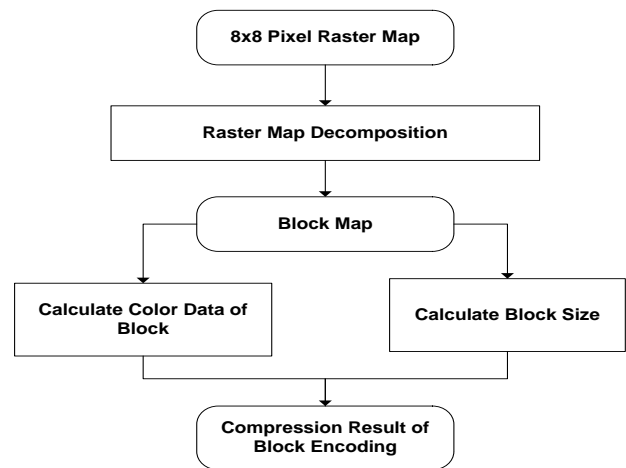 8x8 Pixel Raster Map
Raster Map Decomposition
Block Map
Calculate Color Data of
Block
Calculate Block Size
Compression Result of
Block Encoding